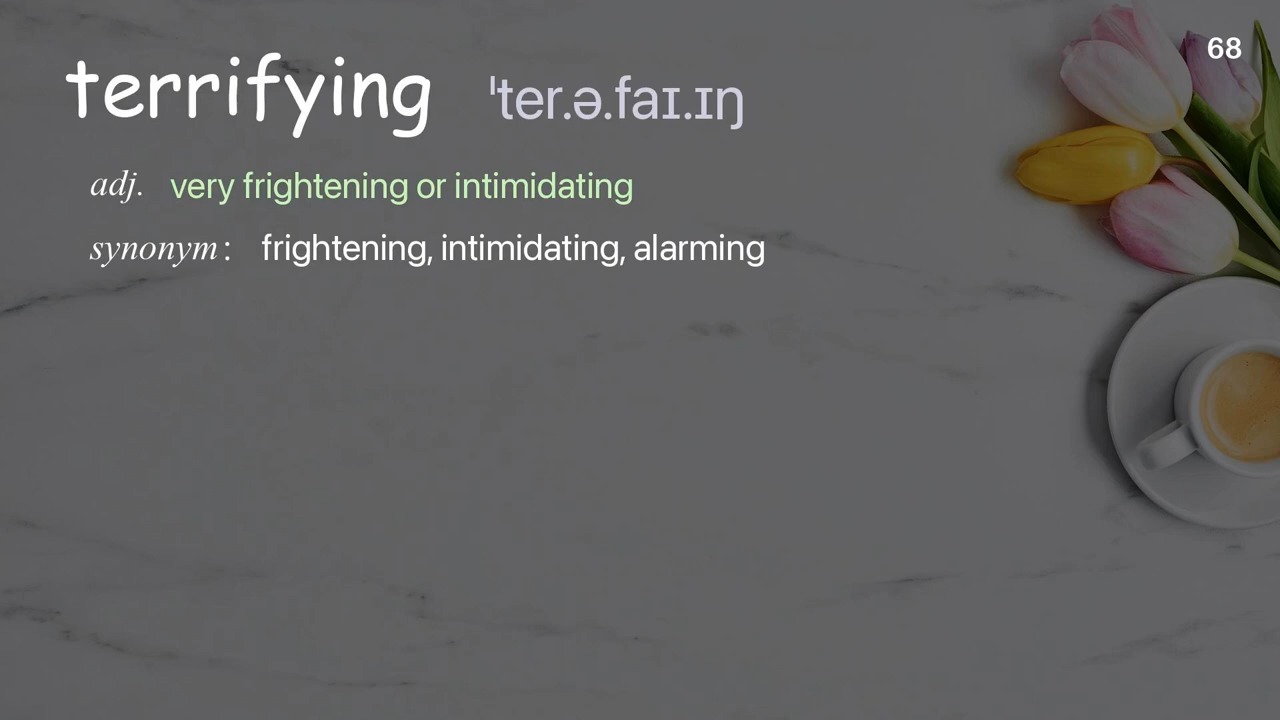 68
terrifying ˈter.ə.faɪ.ɪŋ
adj. very frightening or intimidating
synonym: frightening, intimidating, alarming